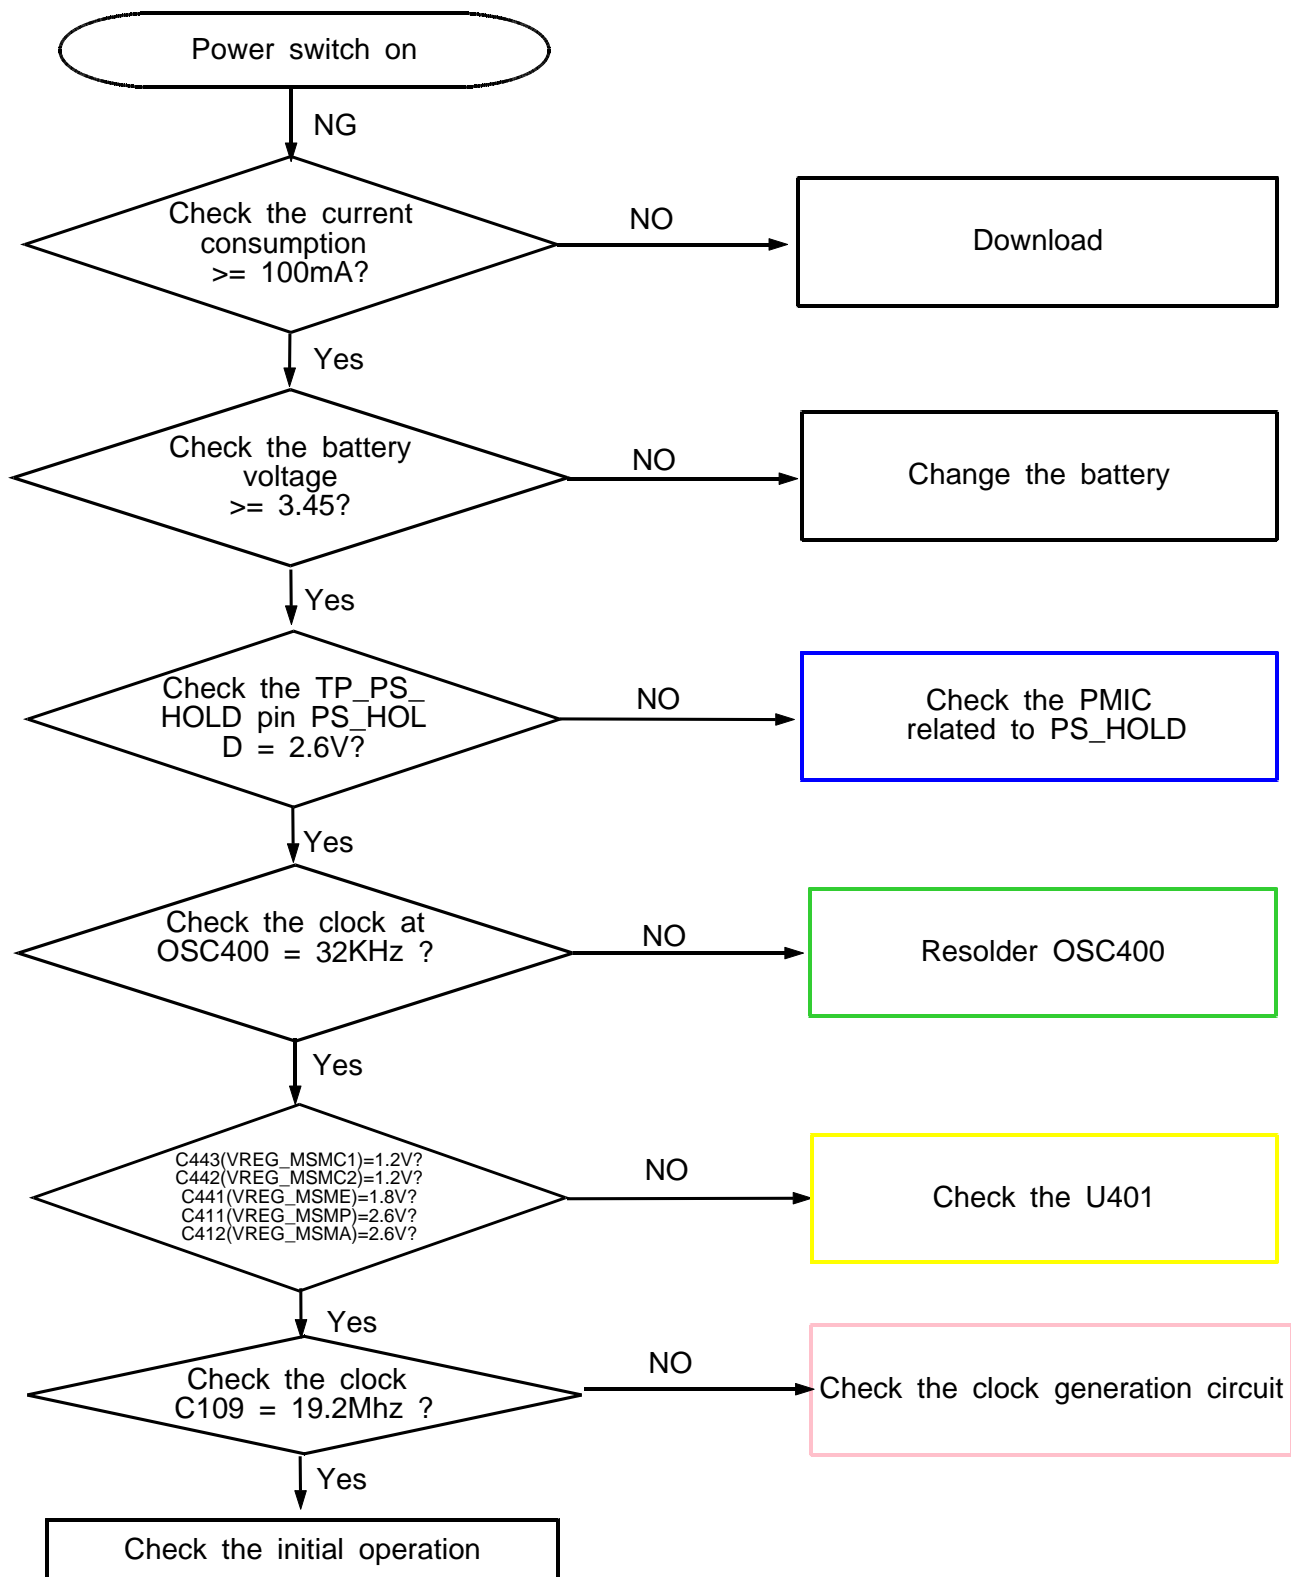 Power switch on
NG
Check the current
consumption
>= 100mA?
NO
Download
Yes
Check the battery
voltage
>= 3.45?
NO
Change the battery
Yes
Check the TP_PS_
HOLD pin PS_HOL
D = 2.6V?
NO
Check the PMIC
related to PS_HOLD
Yes
Check the clock at
OSC400 = 32KHz ?
NO
Resolder OSC400
Yes
C443(VREG_MSMC1)=1.2V?
C442(VREG_MSMC2)=1.2V?
C441(VREG_MSME)=1.8V?
C411(VREG_MSMP)=2.6V?
C412(VREG_MSMA)=2.6V?
NO
Check the U401
Yes
Check the clock
C109 = 19.2Mhz ?
NO
Check the clock generation circuit
Yes
Check the initial operation